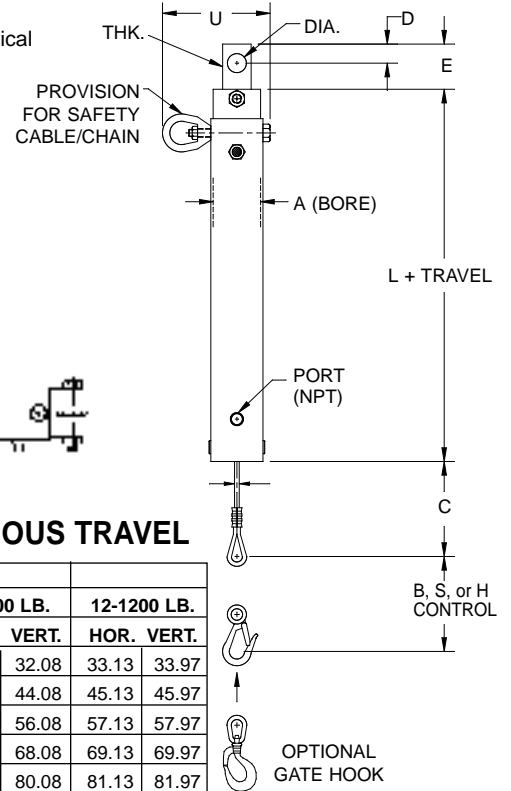 ical
U
D
THK.
DIA.
E
PROVISION
FOR SAFETY
CABLE/CHAIN
A (BORE)
L + TRAVEL
PORT
(NPT)
C
OUS TRAVEL
B, S, or H
CONTROL
00 LB. 12-1200 LB.
VERT. HOR. VERT.
32.08 33.13 33.97
44.08 45.13 45.97
56.08 57.13 57.97
68.08 69.13 69.97
80.08 81.13 81.97
OPTIONAL
GATE HOOK